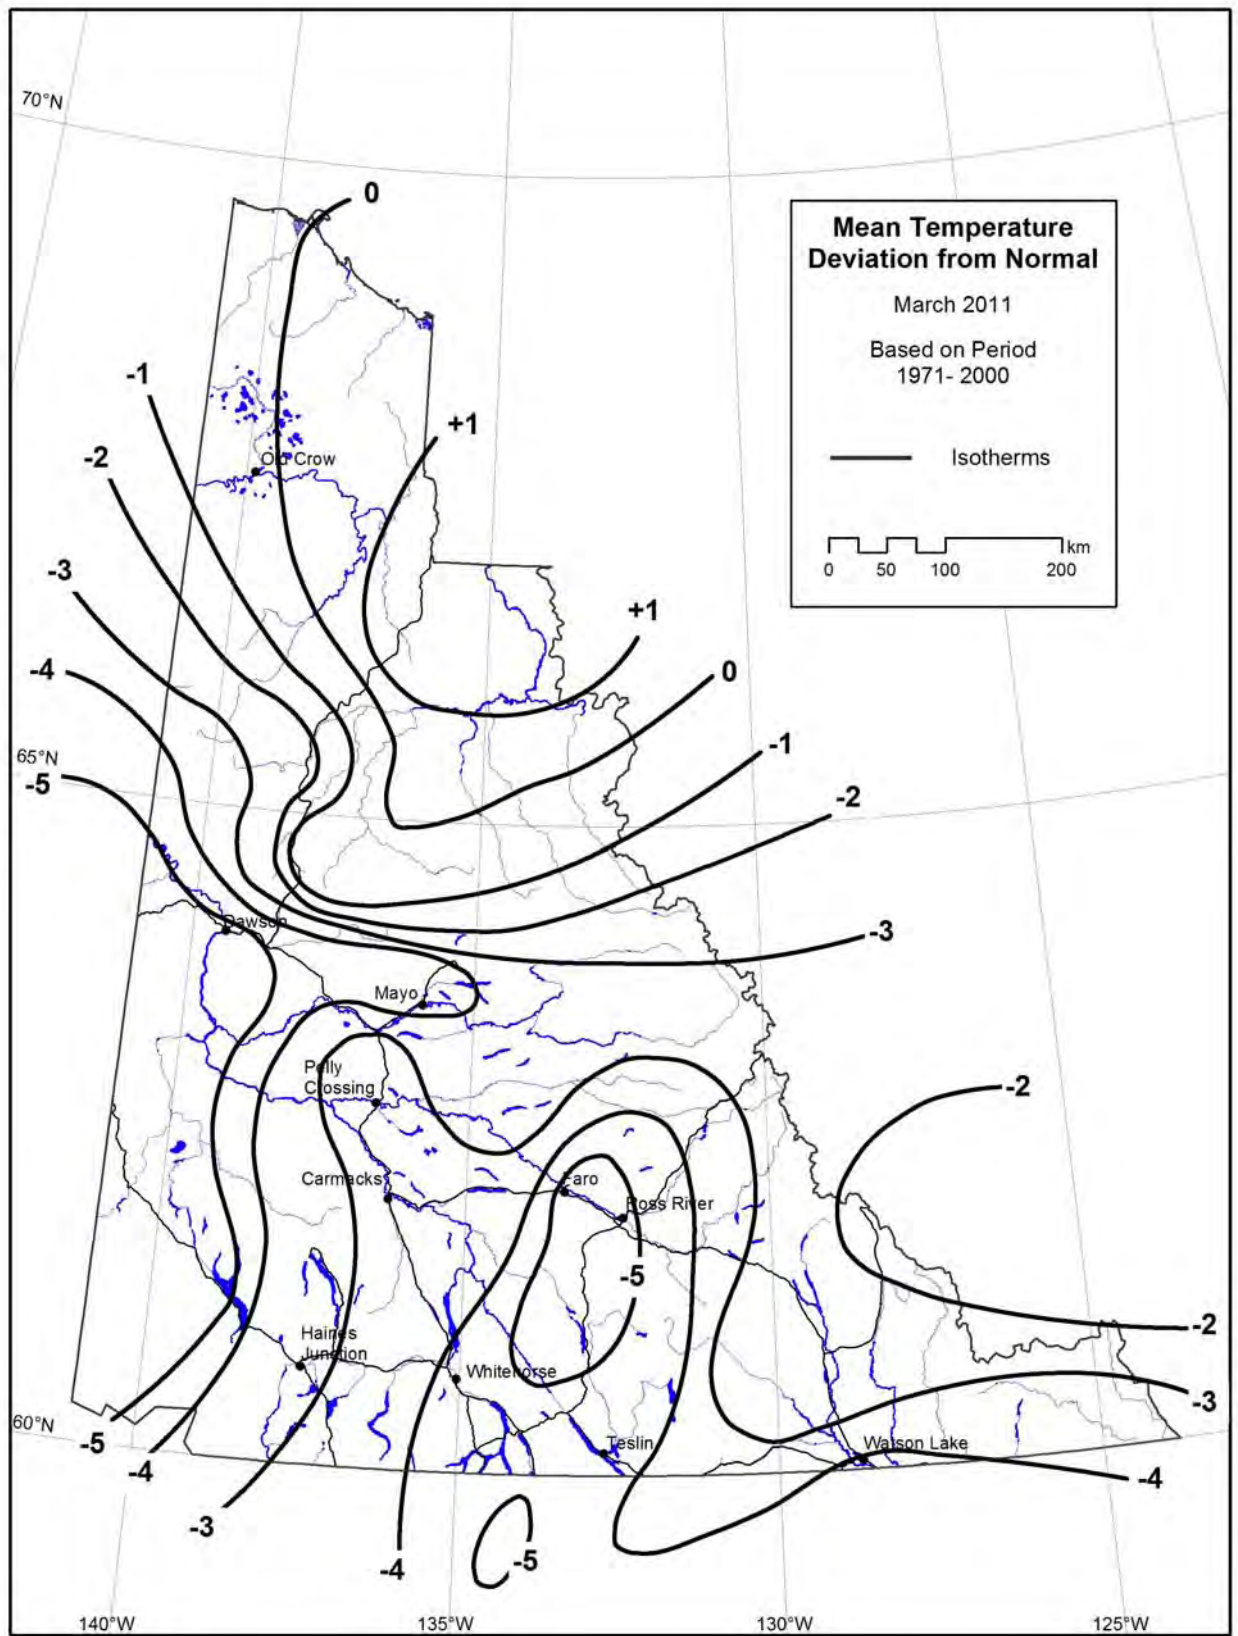 70°N
0
Mean Temperature
Deviation from Normal
March 2011
Based on Period
1971- 2000
Isotherms
km
0 50 100 200
-1
+1
-2
Old Crow
-3
+1
-4
0
65°N
-1
-5
-2
Dawson
-3
Mayo
Pelly
Crossing
-2
Carmacks
Faro
Ross River
-5
-2
Haines
Junction
Whitehorse
-3
60°N
-5
Teslin
Watson Lake
-4
-4
-3
-4
-5
140°W 135°W 130°W 125°W